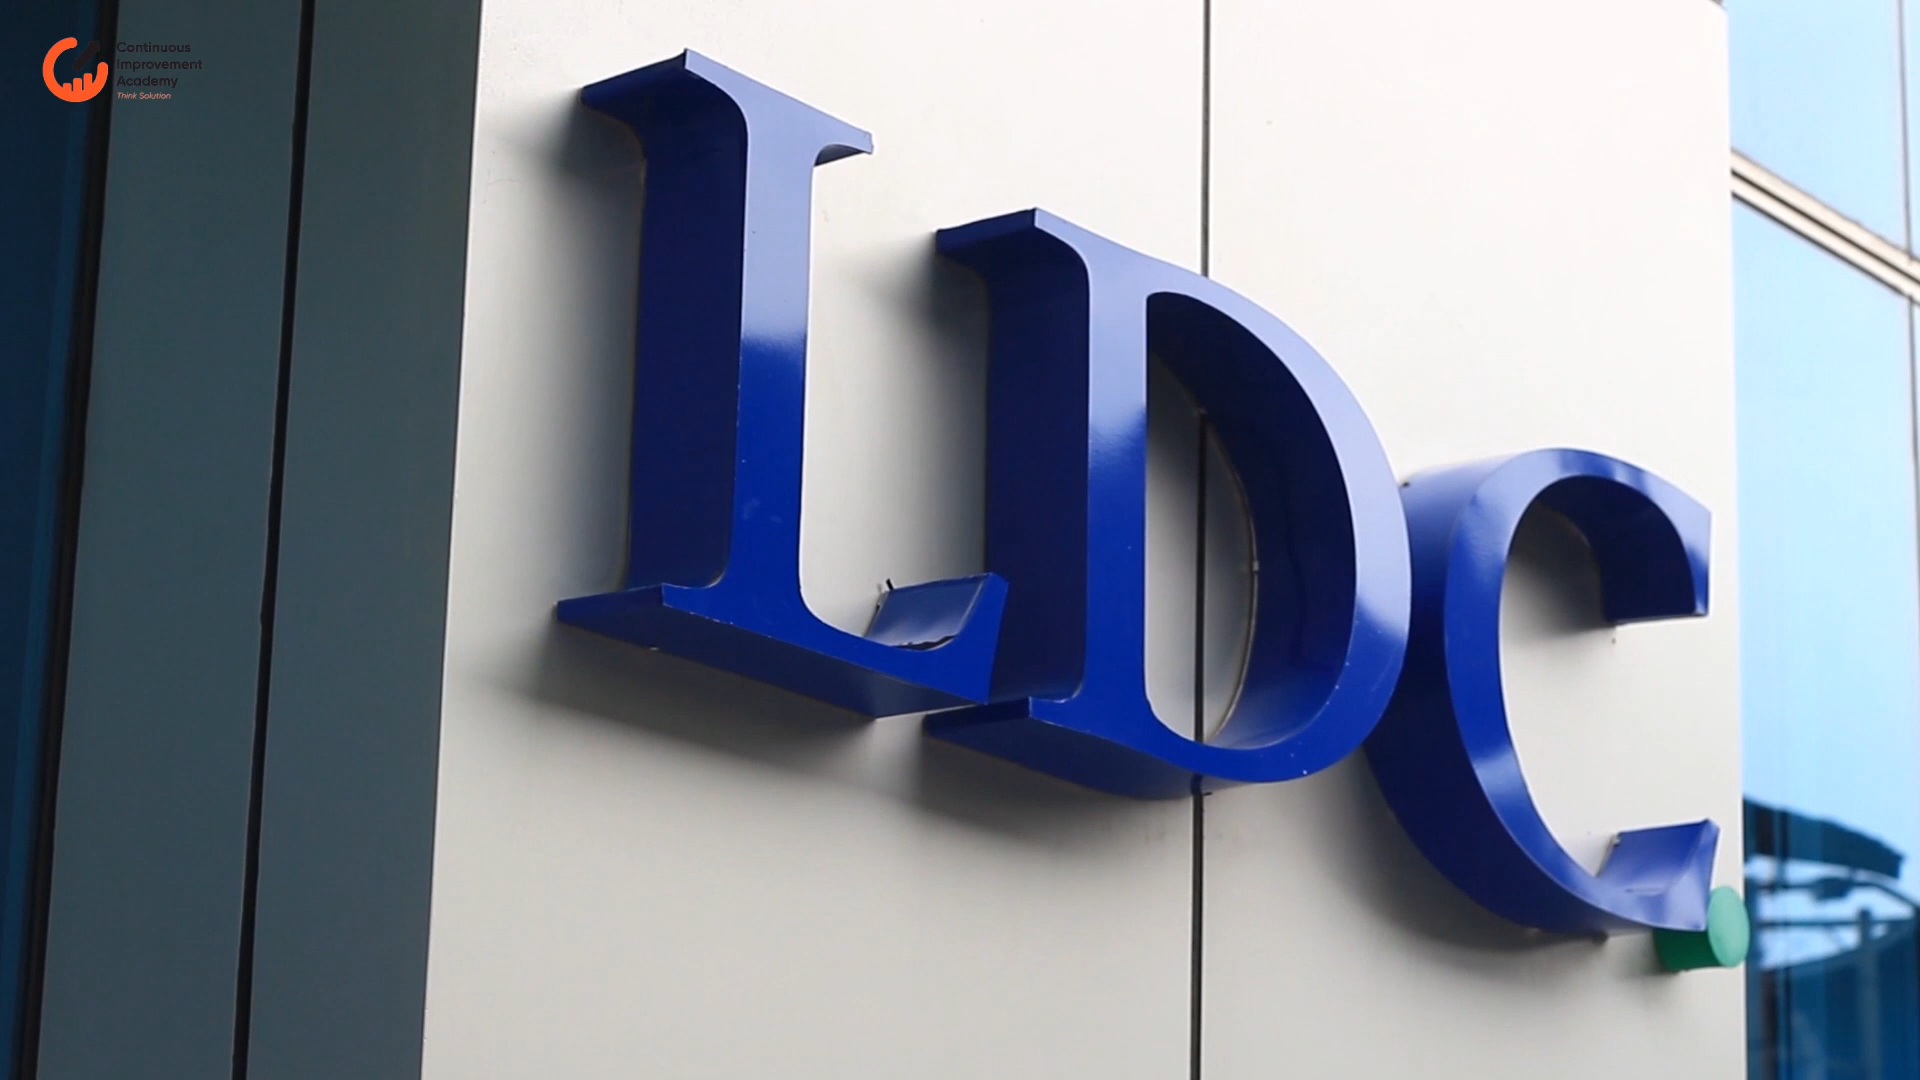 Continuous
Improvement
Academy
Think Solution
LDC.